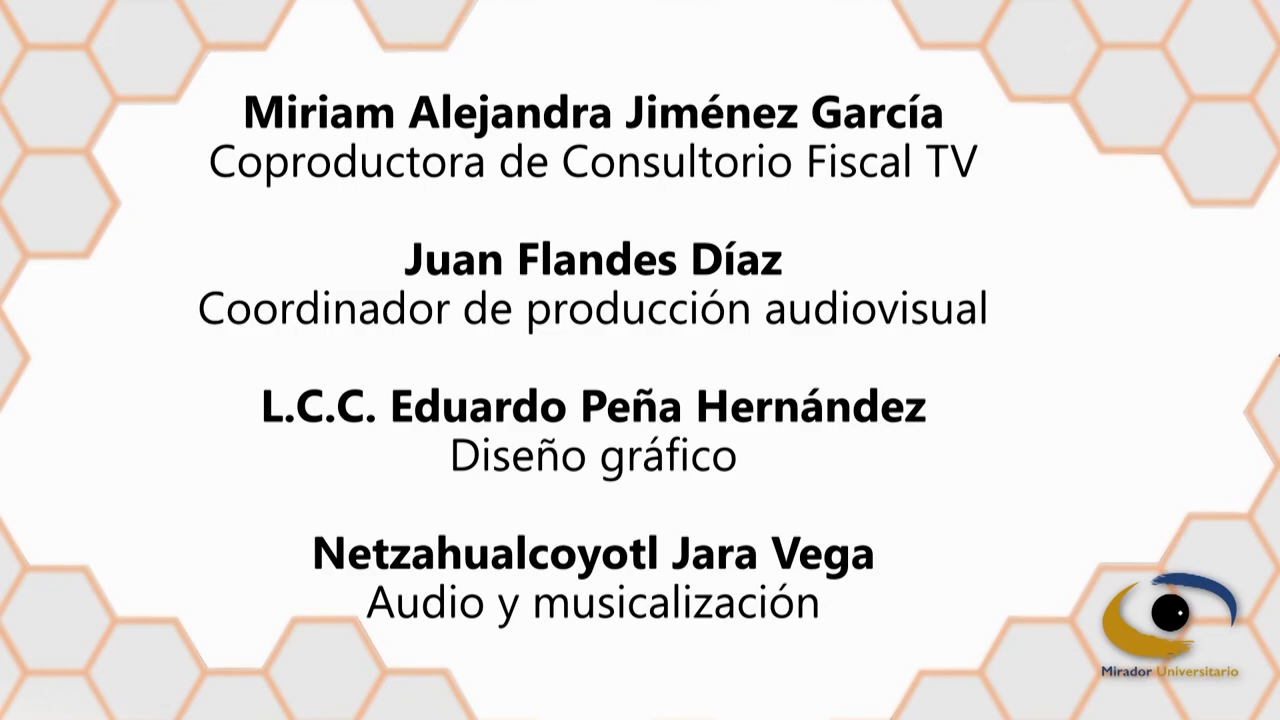 Miriam Alejandra Jiménez García
Coproductora de Consultorio Fiscal TV
Juan Flandes Díaz
Coordinador de producción audiovisual
L.C.C. Eduardo Peña Hernández
Diseño gráfico
Netzahualcoyotl Jara Vega
Audio y musicalización
Mirador Universitario